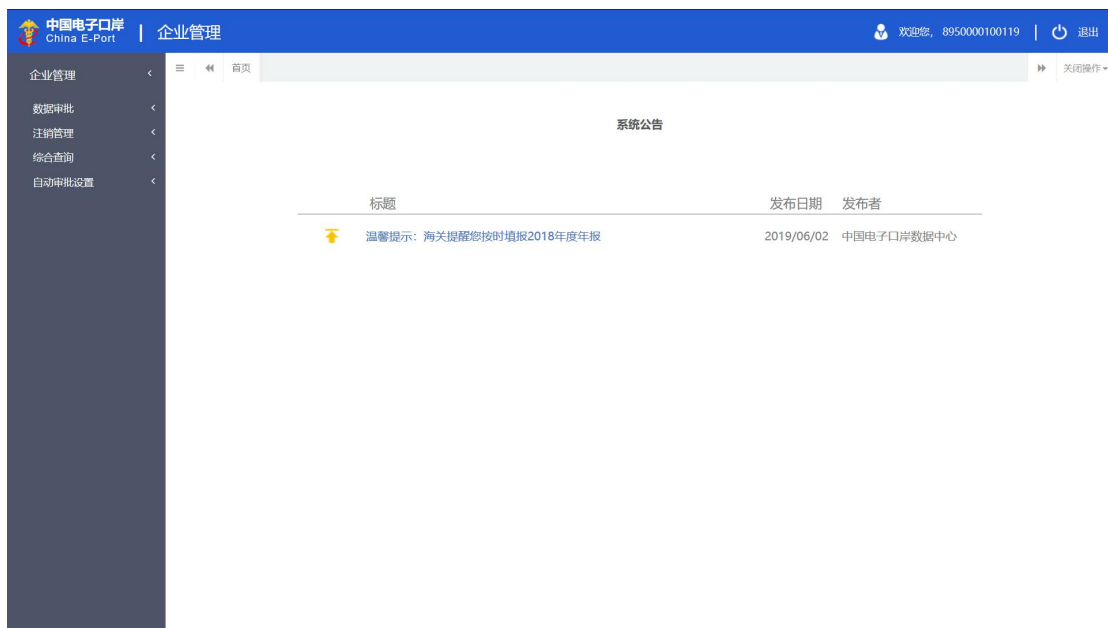 中国电子口岸
China E-Port
企业管理
欢迎您，8950000100119
退出
企业管理
首页
关闭操作
数据审批
注销管理
综合查询
自动审批设置
系统公告
标题 发布日期 发布者
温馨提示：海关提醒您按时填报2018年度年报 2019/06/02 中国电子口岸数据中心